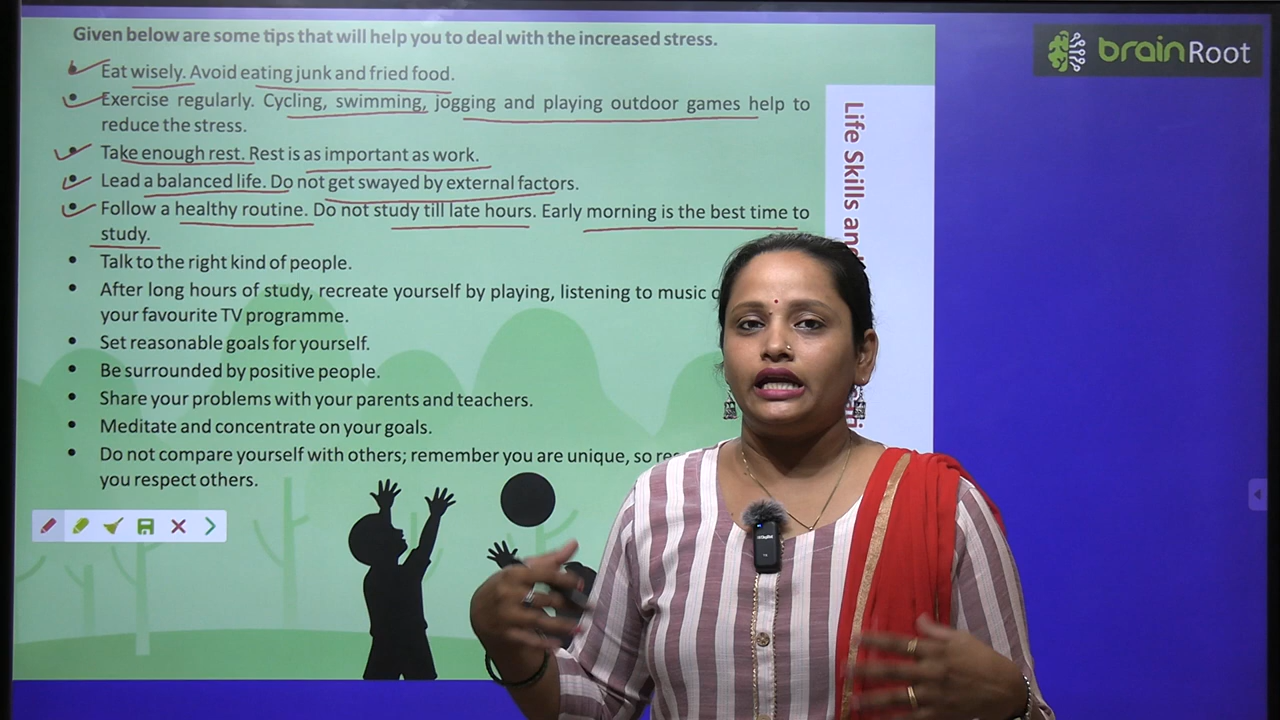 Given below are some tips that will help you to deal with the increased stress.
• Eat wisely. Avoid eating junk and fried food.
• Exercise regularly. Cycling, swimming, jogging and playing outdoor games help to
reduce the stress.
• Take enough rest. Rest is as important as work.
• Lead a balanced life. Do not get swayed by external factors.
• Follow a healthy routine. Do not study till late hours. Early morning is the best time to
study.
• Talk to the right kind of people.
• After long hours of study, recreate yourself by playing, listening to music
your favourite TV programme.
• Set reasonable goals for yourself.
• Be surrounded by positive people.
• Share your problems with your parents and teachers.
• Meditate and concentrate on your goals.
• Do not compare yourself with others; remember you are unique, so
you respect others.
Life Skills and
brainRoot